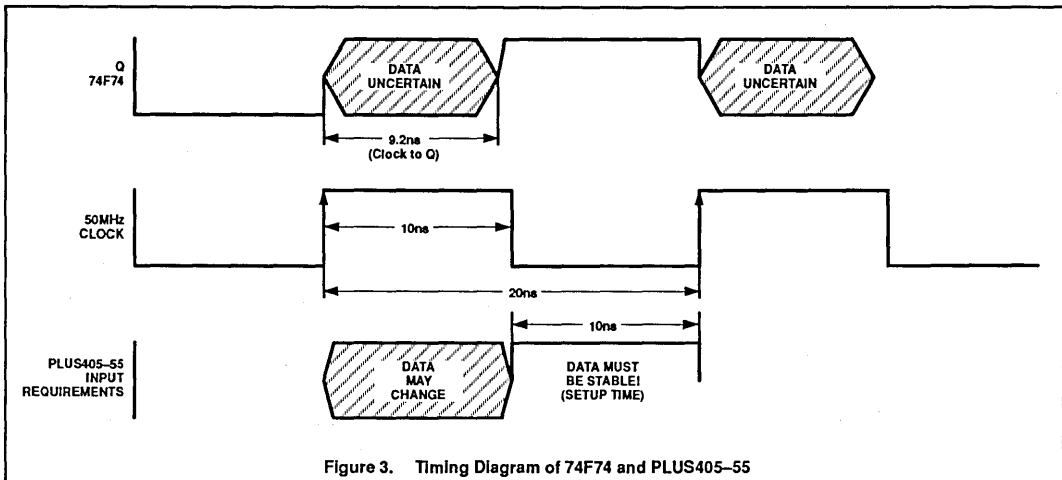 Q
74F74
DATA
UNCERTAIN
DATA
UNCERTAIN
9.2ns
(Clock to Q)
50MHz
CLOCK
10ns
20ns
10ns
PLUS405–55
INPUT
REQUIREMENTS
DATA
MAY
CHANGE
DATA MUST
BE STABLE!
(SETUP TIME)
Figure 3. Timing Diagram of 74F74 and PLUS405–55